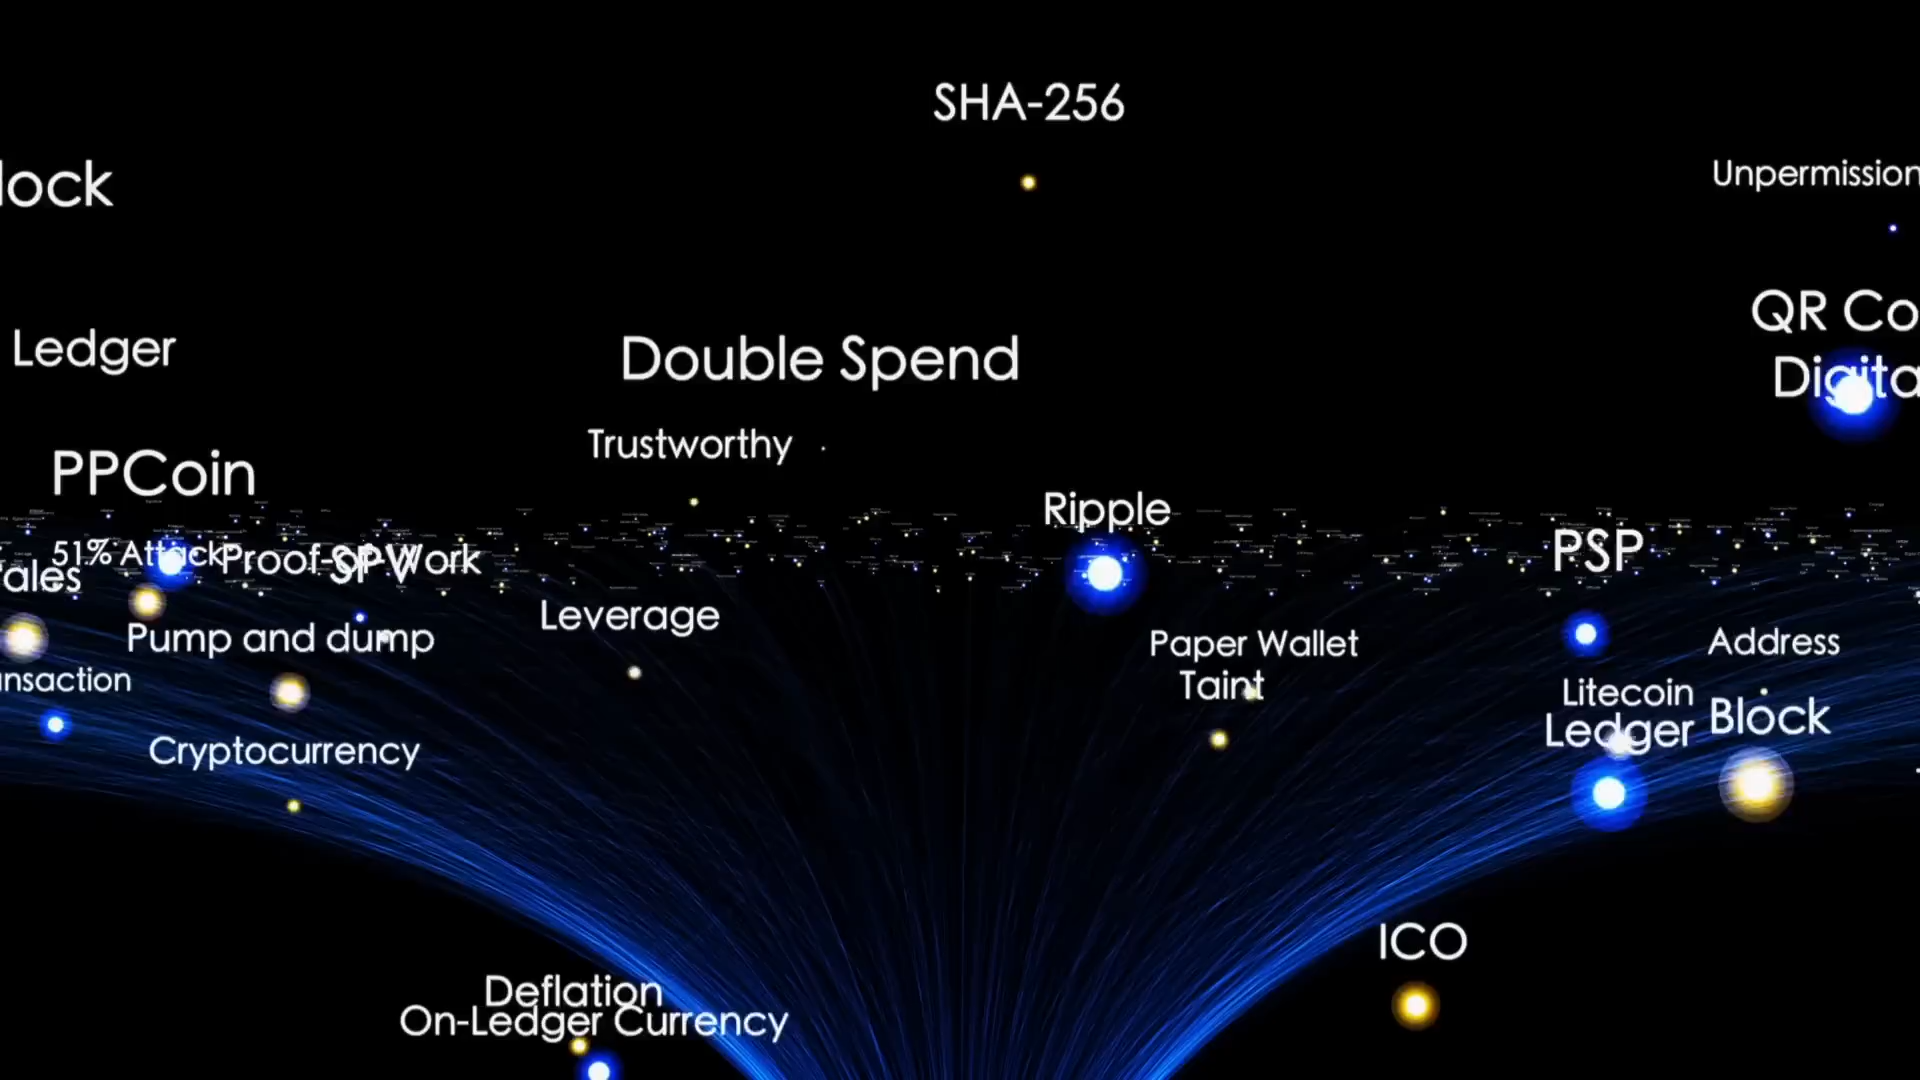 SHA-256
lock
Unpermission
QR Co
Ledger
Double Spend
Digita
Trustworthy
PPCoin
Ripple
51% Attack
Proof-of-Work
SPV
PSP
ales
Leverage
Pump and dump
Paper Wallet
Address
nsaction
Taint
Litecoin
Ledger
Block
Cryptocurrency
ICO
Deflation
On-Ledger Currency